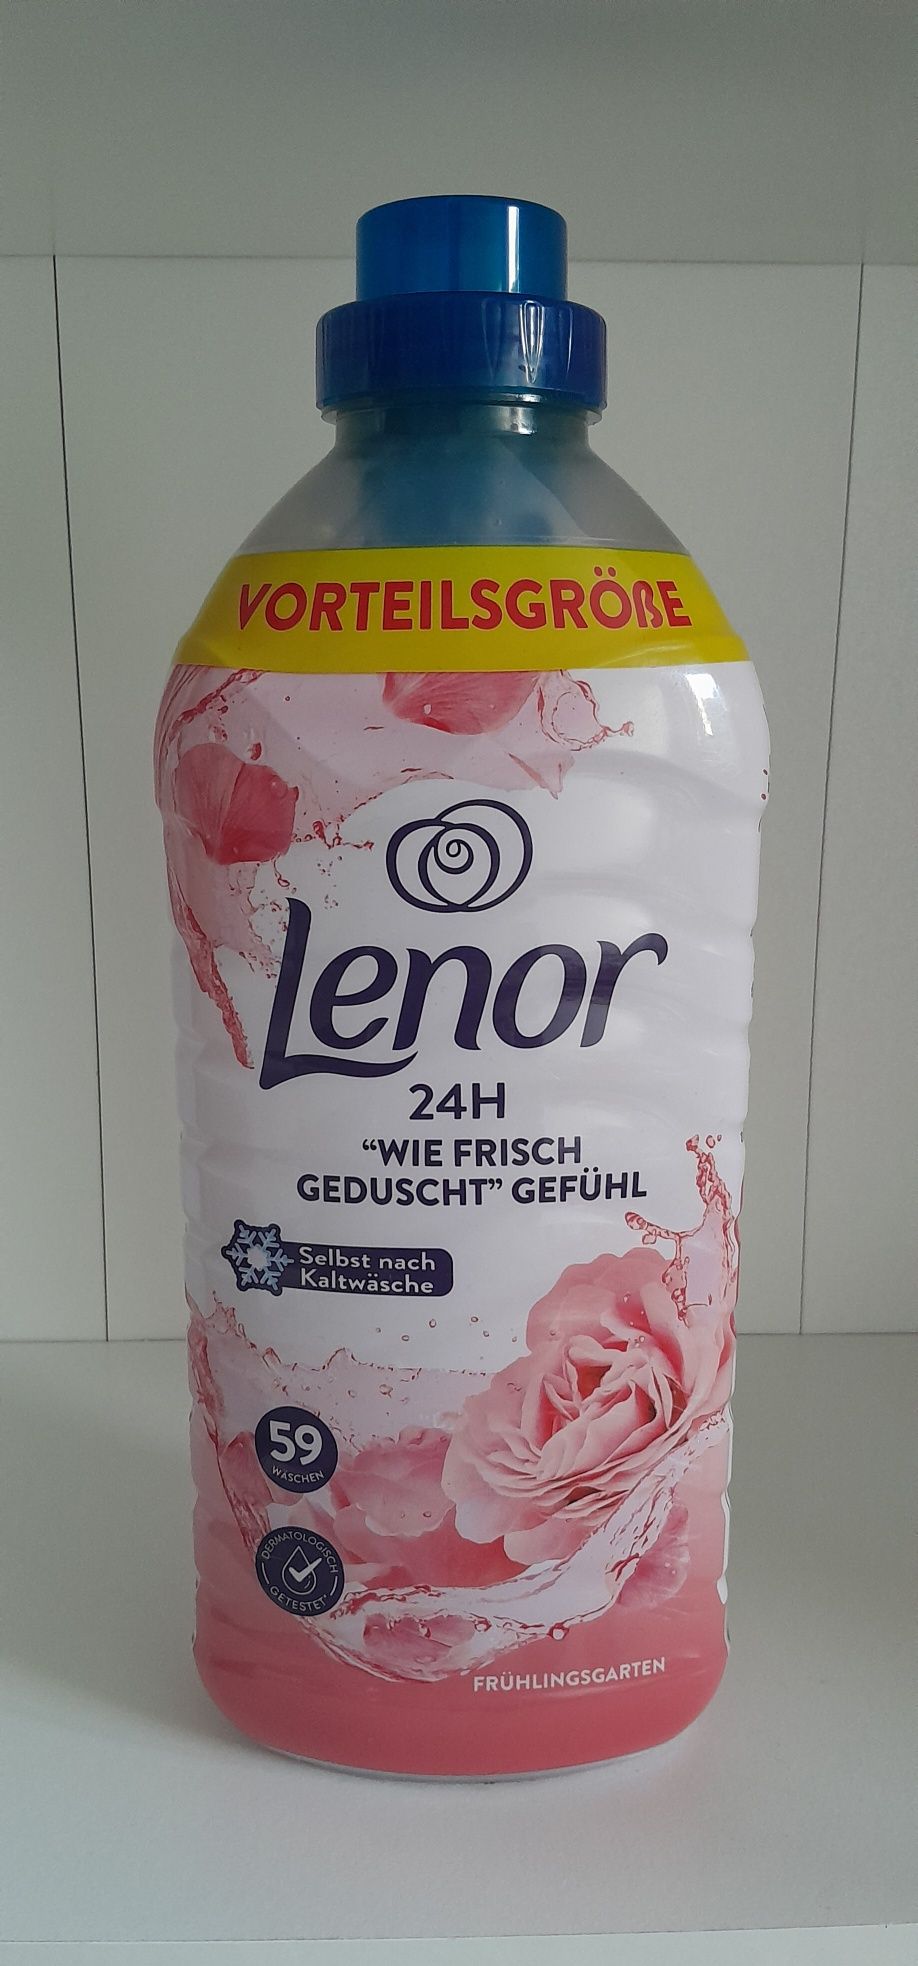 VORTEILSGRÖßE
Lenor
24H
“WIE FRISCH
GEDUSCHT” GEFÜHL
Selbst nach
Kaltwäsche
59
WÄSCHEN
DERMATOLOGISCH
GETESTET*
FRÜHLINGSGARTEN